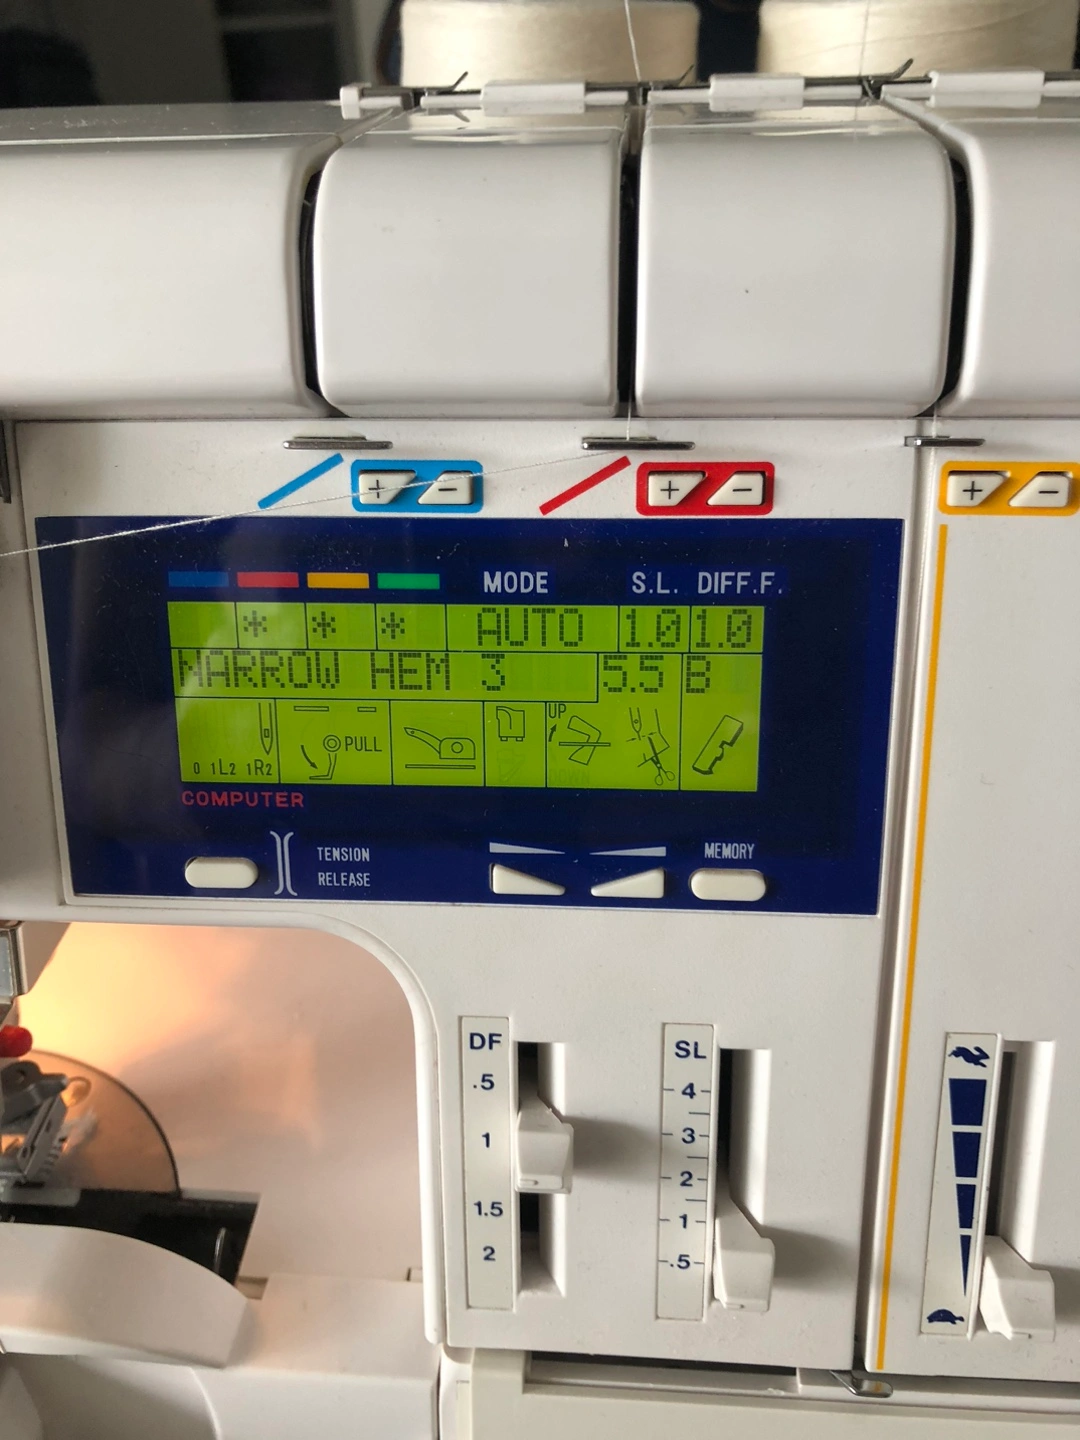 + -
+ -
+ -
MODE S.L. DIFF.F.
* * * AUTO 1.0 1.0
NARROW HEM 3 5.5 B
UP
PULL
0 1L2 1R2
DOWN
COMPUTER
TENSION
RELEASE
MEMORY
DF
.5
1
1.5
2
SL
4
3
2
1
.5